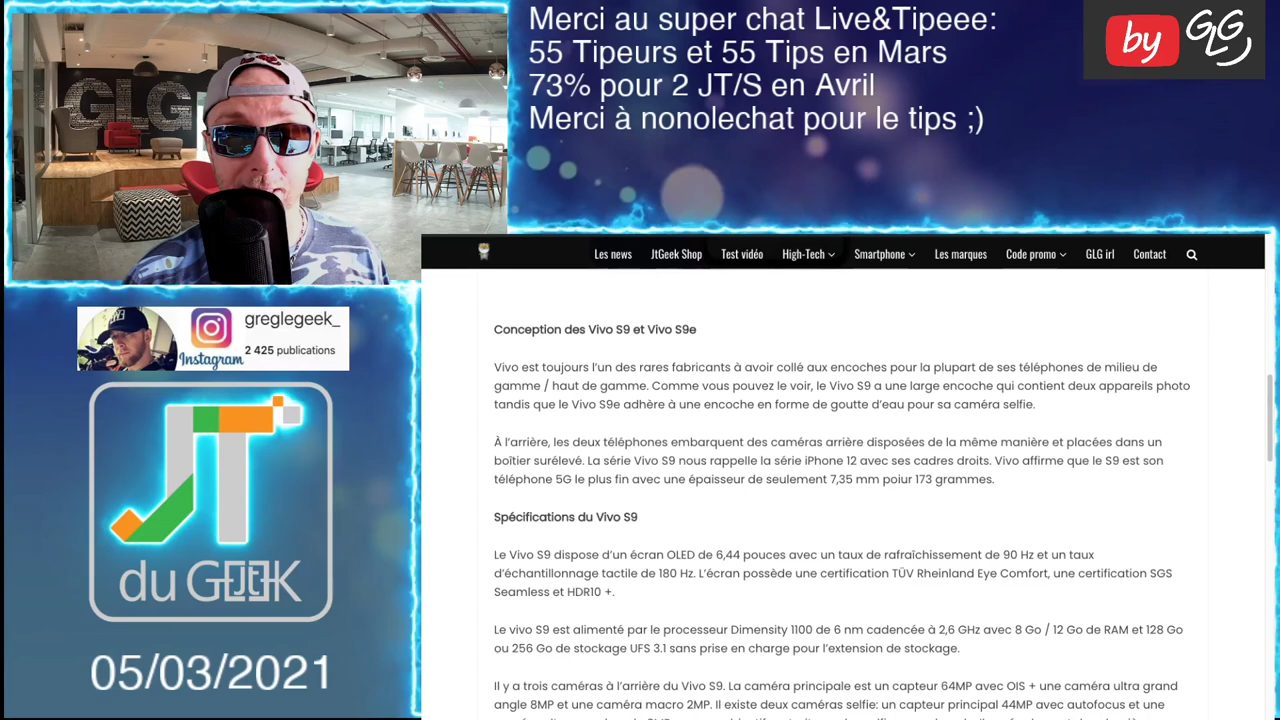 GLG
Merci au super chat Live&Tipeee:
55 Tipeurs et 55 Tips en Mars
73% pour 2 JT/S en Avril
Merci à nonolechat pour le tips ;)
by GLG
greglegeek_
Instagram
2 425 publications
JT
du GEEK
05/03/2021
Les news JtGeek Shop Test vidéo High-Tech Smartphone Les marques Code promo GLG irl Contact
Conception des Vivo S9 et Vivo S9e
Vivo est toujours l’un des rares fabricants à avoir collé aux encoches pour la plupart de ses téléphones de milieu de
gamme / haut de gamme. Comme vous pouvez le voir, le Vivo S9 a une large encoche qui contient deux appareils photo
tandis que le Vivo S9e adhère à une encoche en forme de goutte d’eau pour sa caméra selfie.
À l’arrière, les deux téléphones embarquent des caméras arrière disposées de la même manière et placées dans un
boîtier surélevé. La série Vivo S9 nous rappelle la série iPhone 12 avec ses cadres droits. Vivo affirme que le S9 est son
téléphone 5G le plus fin avec une épaisseur de seulement 7,35 mm poiur 173 grammes.
Spécifications du Vivo S9
Le Vivo S9 dispose d’un écran OLED de 6,44 pouces avec un taux de rafraîchissement de 90 Hz et un taux
d’échantillonnage tactile de 180 Hz. L’écran possède une certification TÜV Rheinland Eye Comfort, une certification SGS
Seamless et HDR10 +.
Le vivo S9 est alimenté par le processeur Dimensity 1100 de 6 nm cadencée à 2,6 GHz avec 8 Go / 12 Go de RAM et 128 Go
ou 256 Go de stockage UFS 3.1 sans prise en charge pour l’extension de stockage.
Il y a trois caméras à l’arrière du Vivo S9. La caméra principale est un capteur 64MP avec OIS + une caméra ultra grand
angle 8MP et une caméra macro 2MP. Il existe deux caméras selfie: un capteur principal 44MP avec autofocus et une